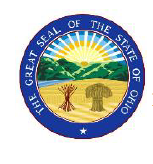 THE GREAT SEAL OF THE STATE OF OHIO